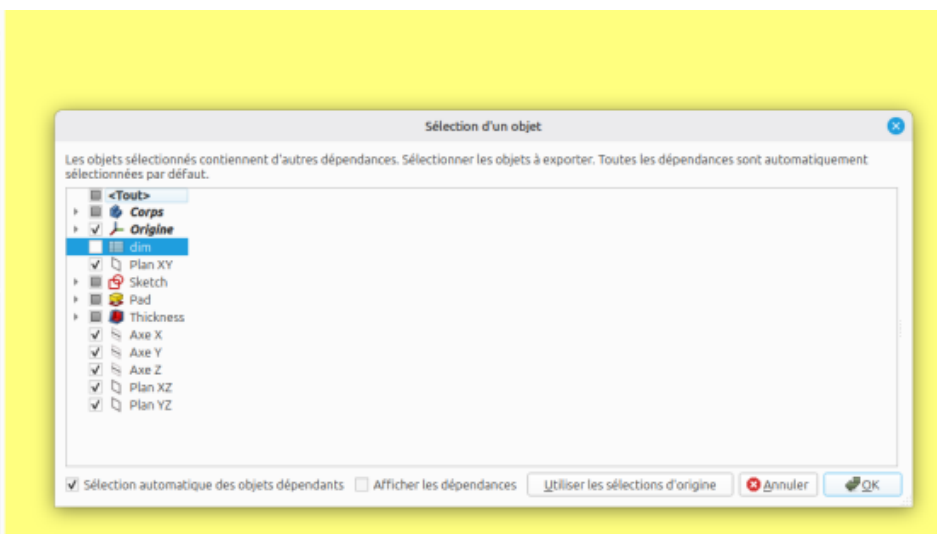 Sélection d'un objet
Les objets sélectionnés contiennent d'autres dépendances. Sélectionner les objets à exporter. Toutes les dépendances sont automatiquement
sélectionnées par défaut.
<Tout>
Corps
Origine
dim
Plan XY
Sketch
Pad
Thickness
Axe X
Axe Y
Axe Z
Plan XZ
Plan YZ
Sélection automatique des objets dépendants Afficher les dépendances Utiliser les sélections d'origine Annuler OK